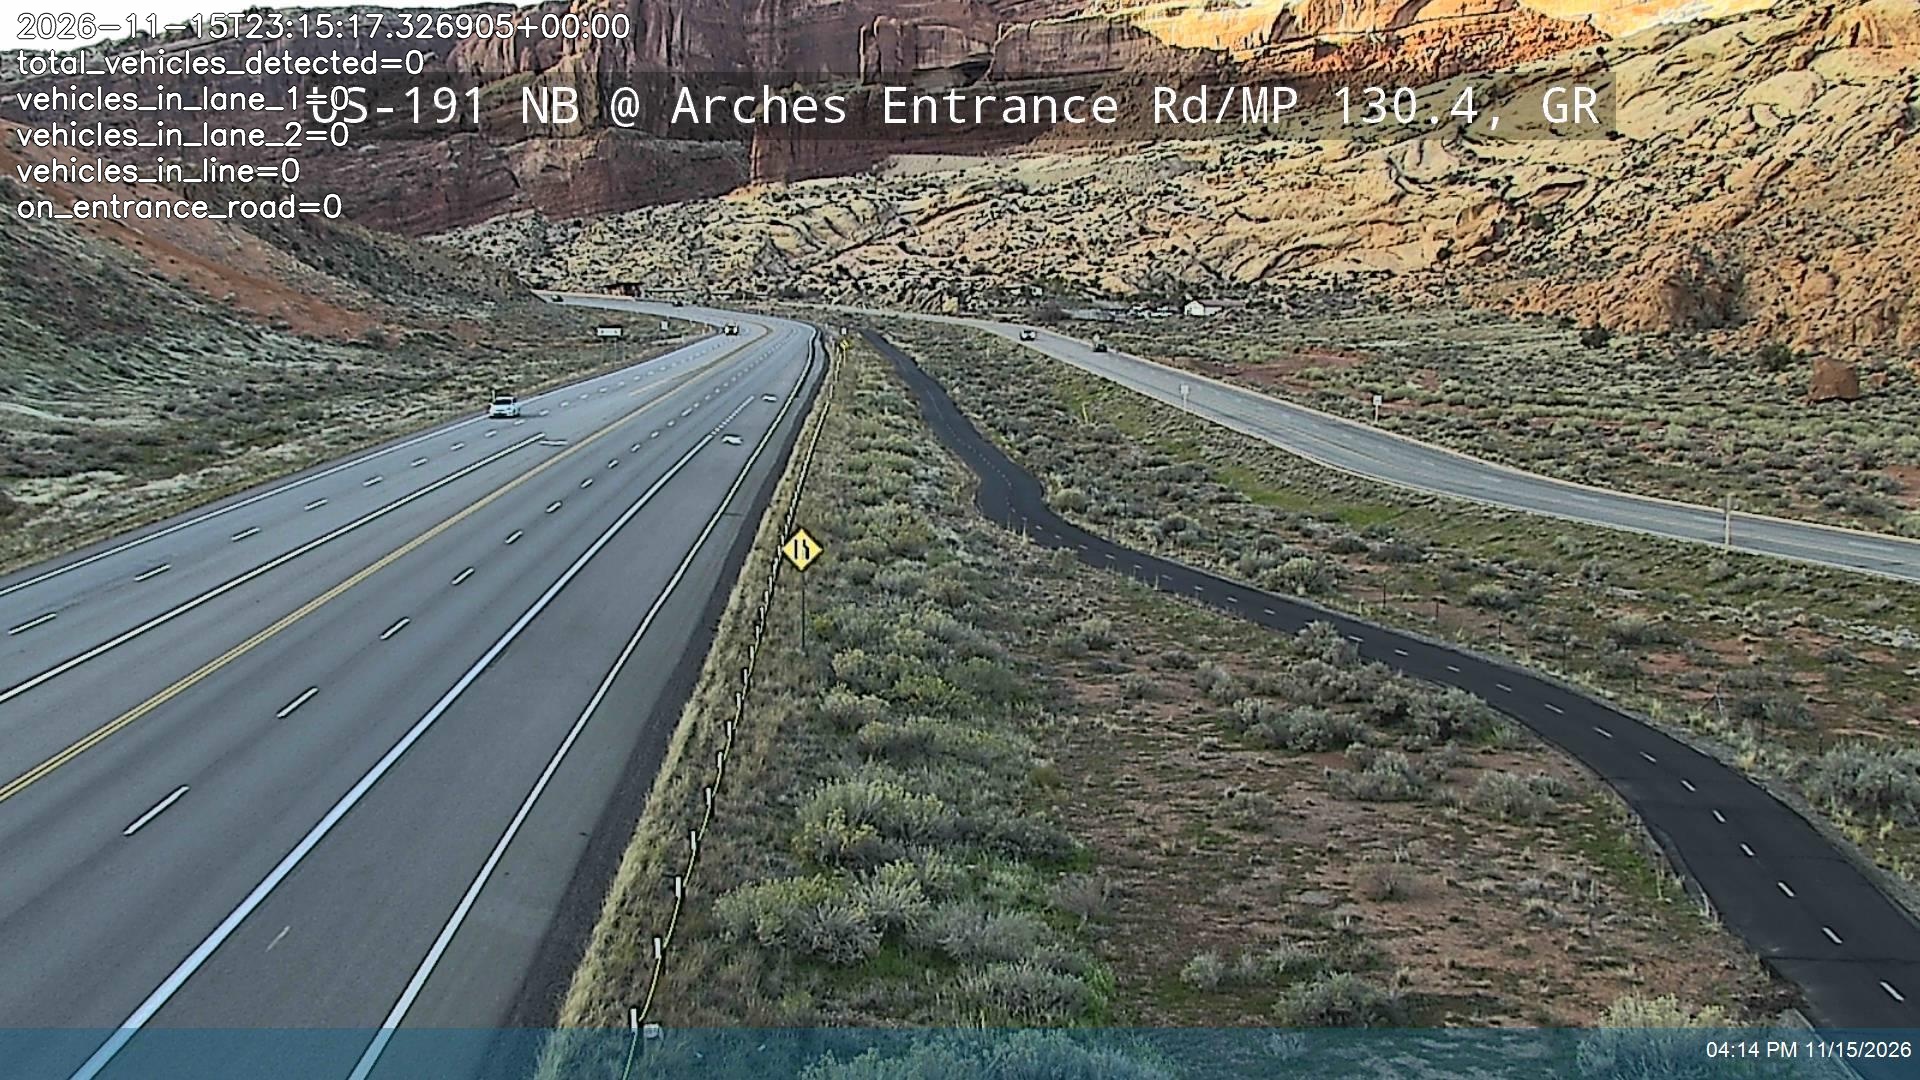 2026-11-15T23:15:17.326905+00:00
total_vehicles_detected=0
vehicles_in_lane_1=0
US-191 NB @ Arches Entrance Rd/MP 130.4, GR
vehicles_in_lane_2=0
vehicles_in_line=0
on_entrance_road=0
04:14 PM 11/15/2026